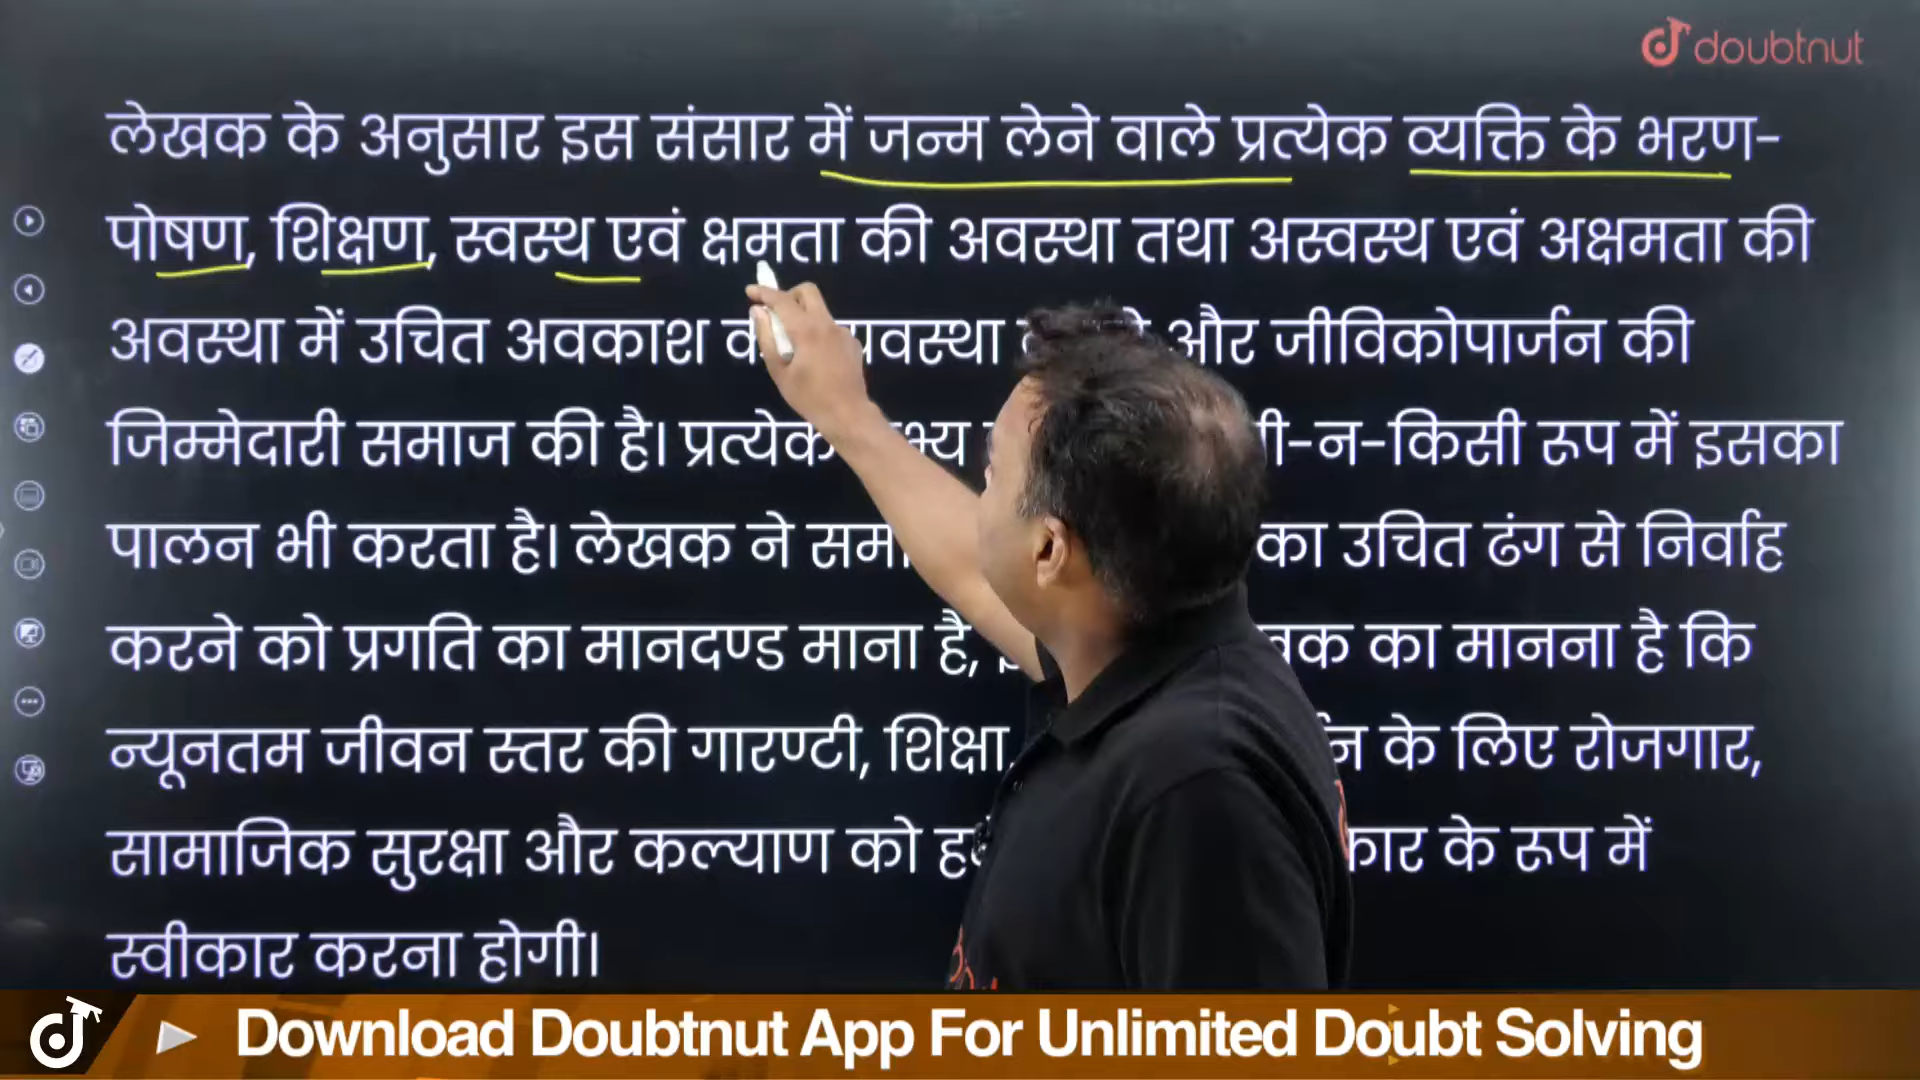 doubtnut
लेखक के अनुसार इस संसार में जन्म लेने वाले प्रत्येक व्यक्ति के भरण-
पोषण, शिक्षण, स्वस्थ एवं क्षमता की अवस्था तथा अस्वस्थ एवं अक्षमता की
अवस्था में उचित अवकाश और जीविकोपार्जन की
जिम्मेदारी समाज की है। प्रत्येक इसका रूप में
पालन भी करता है। लेखक ने का उचित ढंग से निर्वाह
करने को प्रगति का मानदण्ड माना है, का मानना है कि
न्यूनतम जीवन स्तर की गारण्टी, शिक्षा, के लिए रोजगार,
सामाजिक सुरक्षा और कल्याण को के रूप में
स्वीकार करना होगी।
Download Doubtnut App For Unlimited Doubt Solving